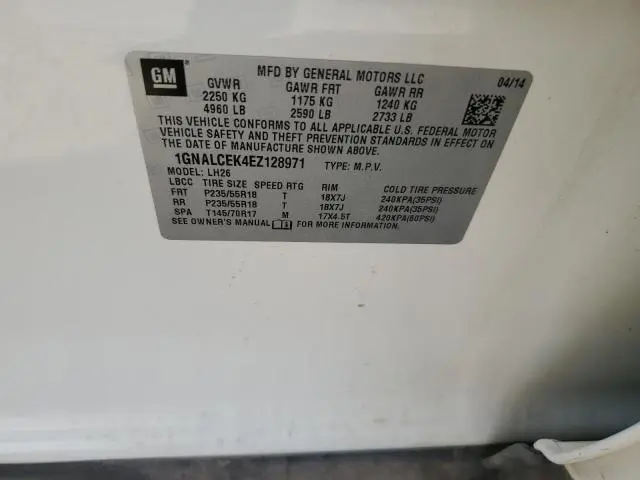 GM
MFD BY GENERAL MOTORS LLC 04/14
GVWR GAWR FRT GAWR RR
2250 KG 1175 KG 1240 KG
4960 LB 2590 LB 2733 LB
THIS VEHICLE CONFORMS TO ALL APPLICABLE U.S. FEDERAL MOTOR
VEHICLE SAFETY AND THEFT PREVENTION STANDARDS IN EFFECT ON
THE DATE OF MANUFACTURE SHOWN ABOVE.
1GNALCEK4EZ128971 TYPE: M.P.V.
MODEL: LH26
LBCC TIRE SIZE SPEED RTG RIM COLD TIRE PRESSURE
FRT P235/55R18 T 18X7J 240KPA(35PSI)
RR P235/55R18 T 18X7J 240KPA(35PSI)
SPA T145/70R17 M 17X4.5T 420KPA(60PSI)
SEE OWNER'S MANUAL FOR MORE INFORMATION.